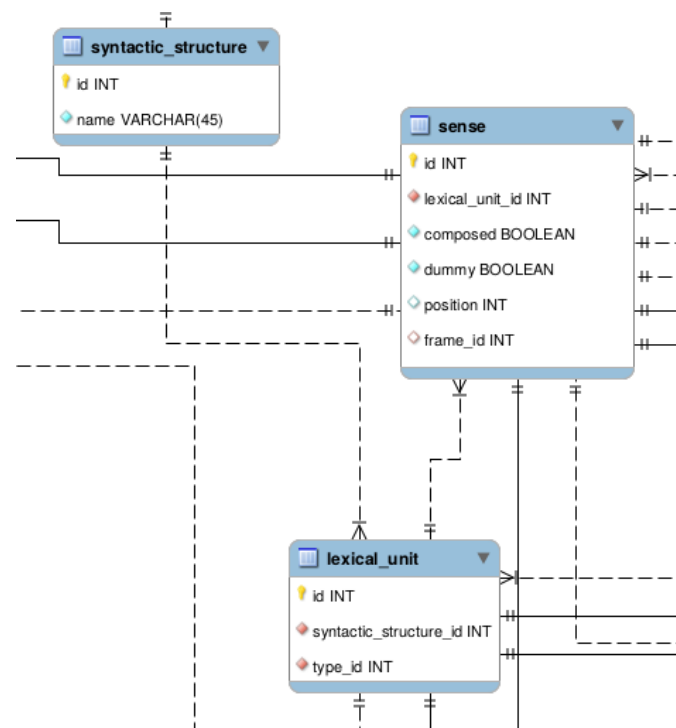 syntactic_structure
id INT
name VARCHAR(45)
sense
id INT
lexical_unit_id INT
composed BOOLEAN
dummy BOOLEAN
position INT
frame_id INT
lexical_unit
id INT
syntactic_structure_id INT
type_id INT